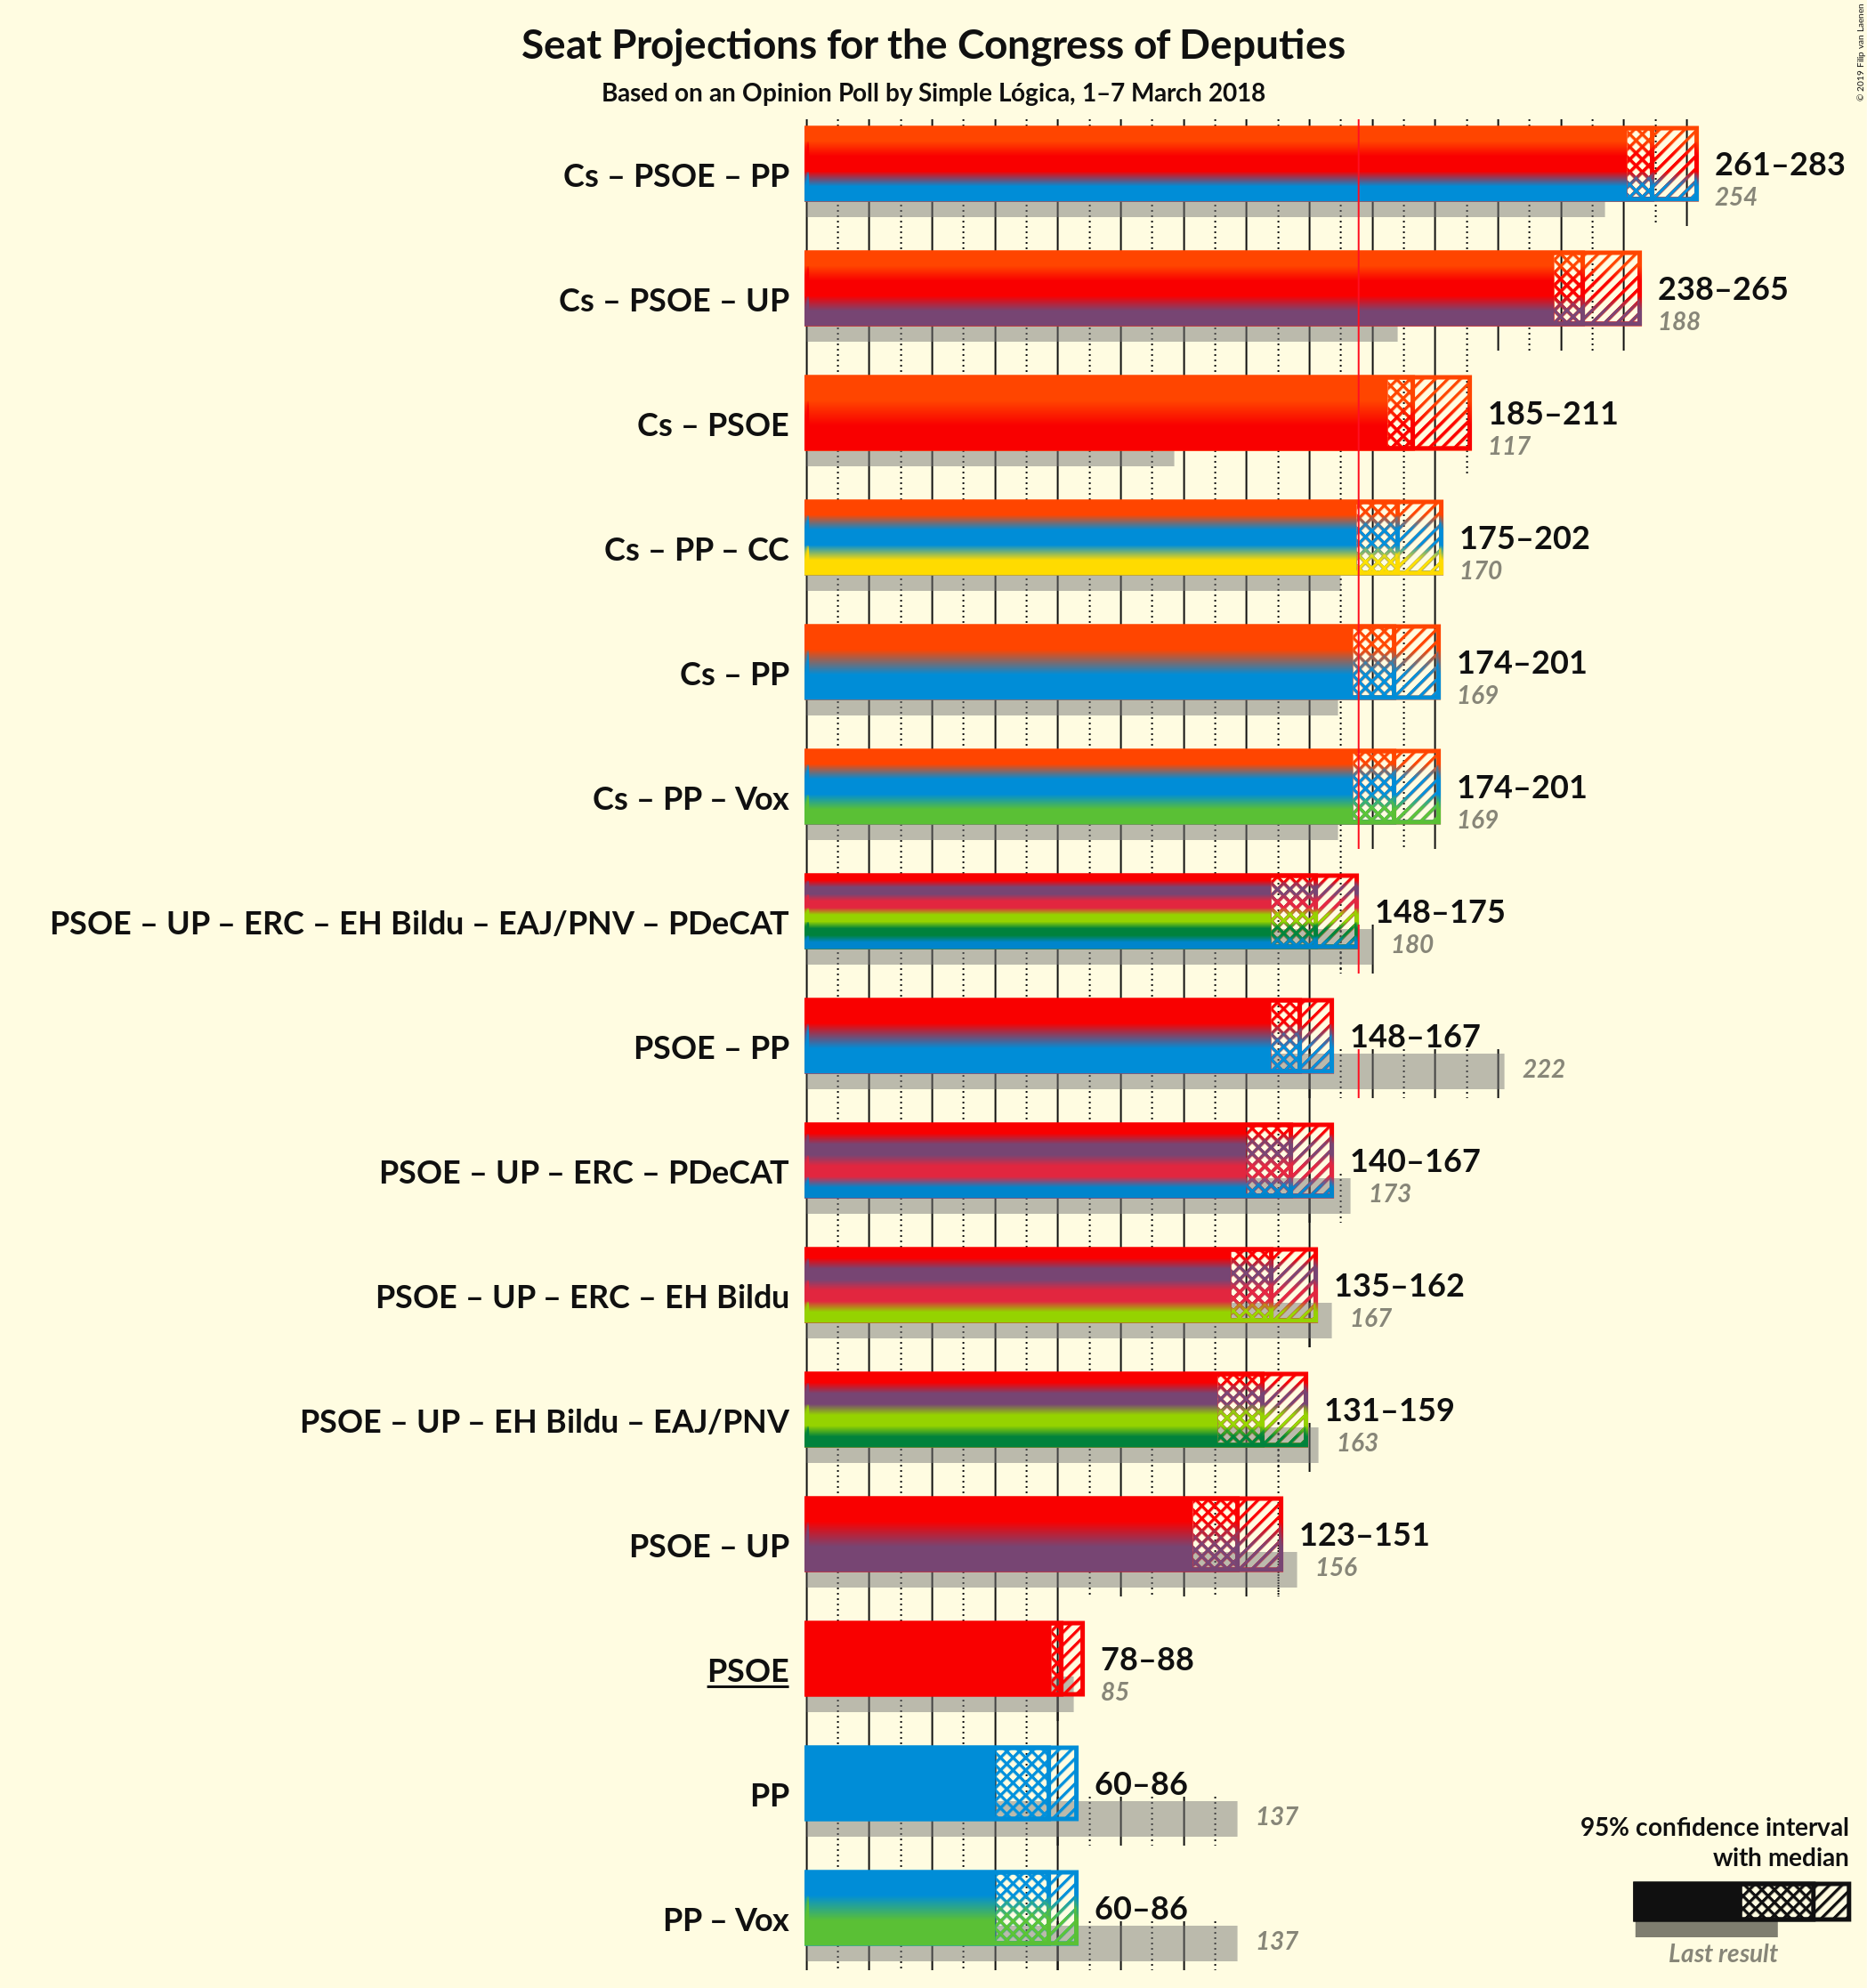 Seat Projections for the Congress of Deputies
Based on an Opinion Poll by Simple Lógica, 1–7 March 2018
© 2019 Filip van Laenen
Cs – PSOE – PP
261–283
254
Cs – PSOE – UP
238–265
188
Cs – PSOE
185–211
117
Cs – PP – CC
175–202
170
Cs – PP
174–201
169
Cs – PP – Vox
174–201
169
PSOE – UP – ERC – EH Bildu – EAJ/PNV – PDeCAT
148–175
180
PSOE – PP
148–167
222
PSOE – UP – ERC – PDeCAT
140–167
173
PSOE – UP – ERC – EH Bildu
135–162
167
PSOE – UP – EH Bildu – EAJ/PNV
131–159
163
PSOE – UP
123–151
156
PSOE
78–88
85
PP
60–86
137
PP – Vox
60–86
137
95% confidence interval
with median
Last result